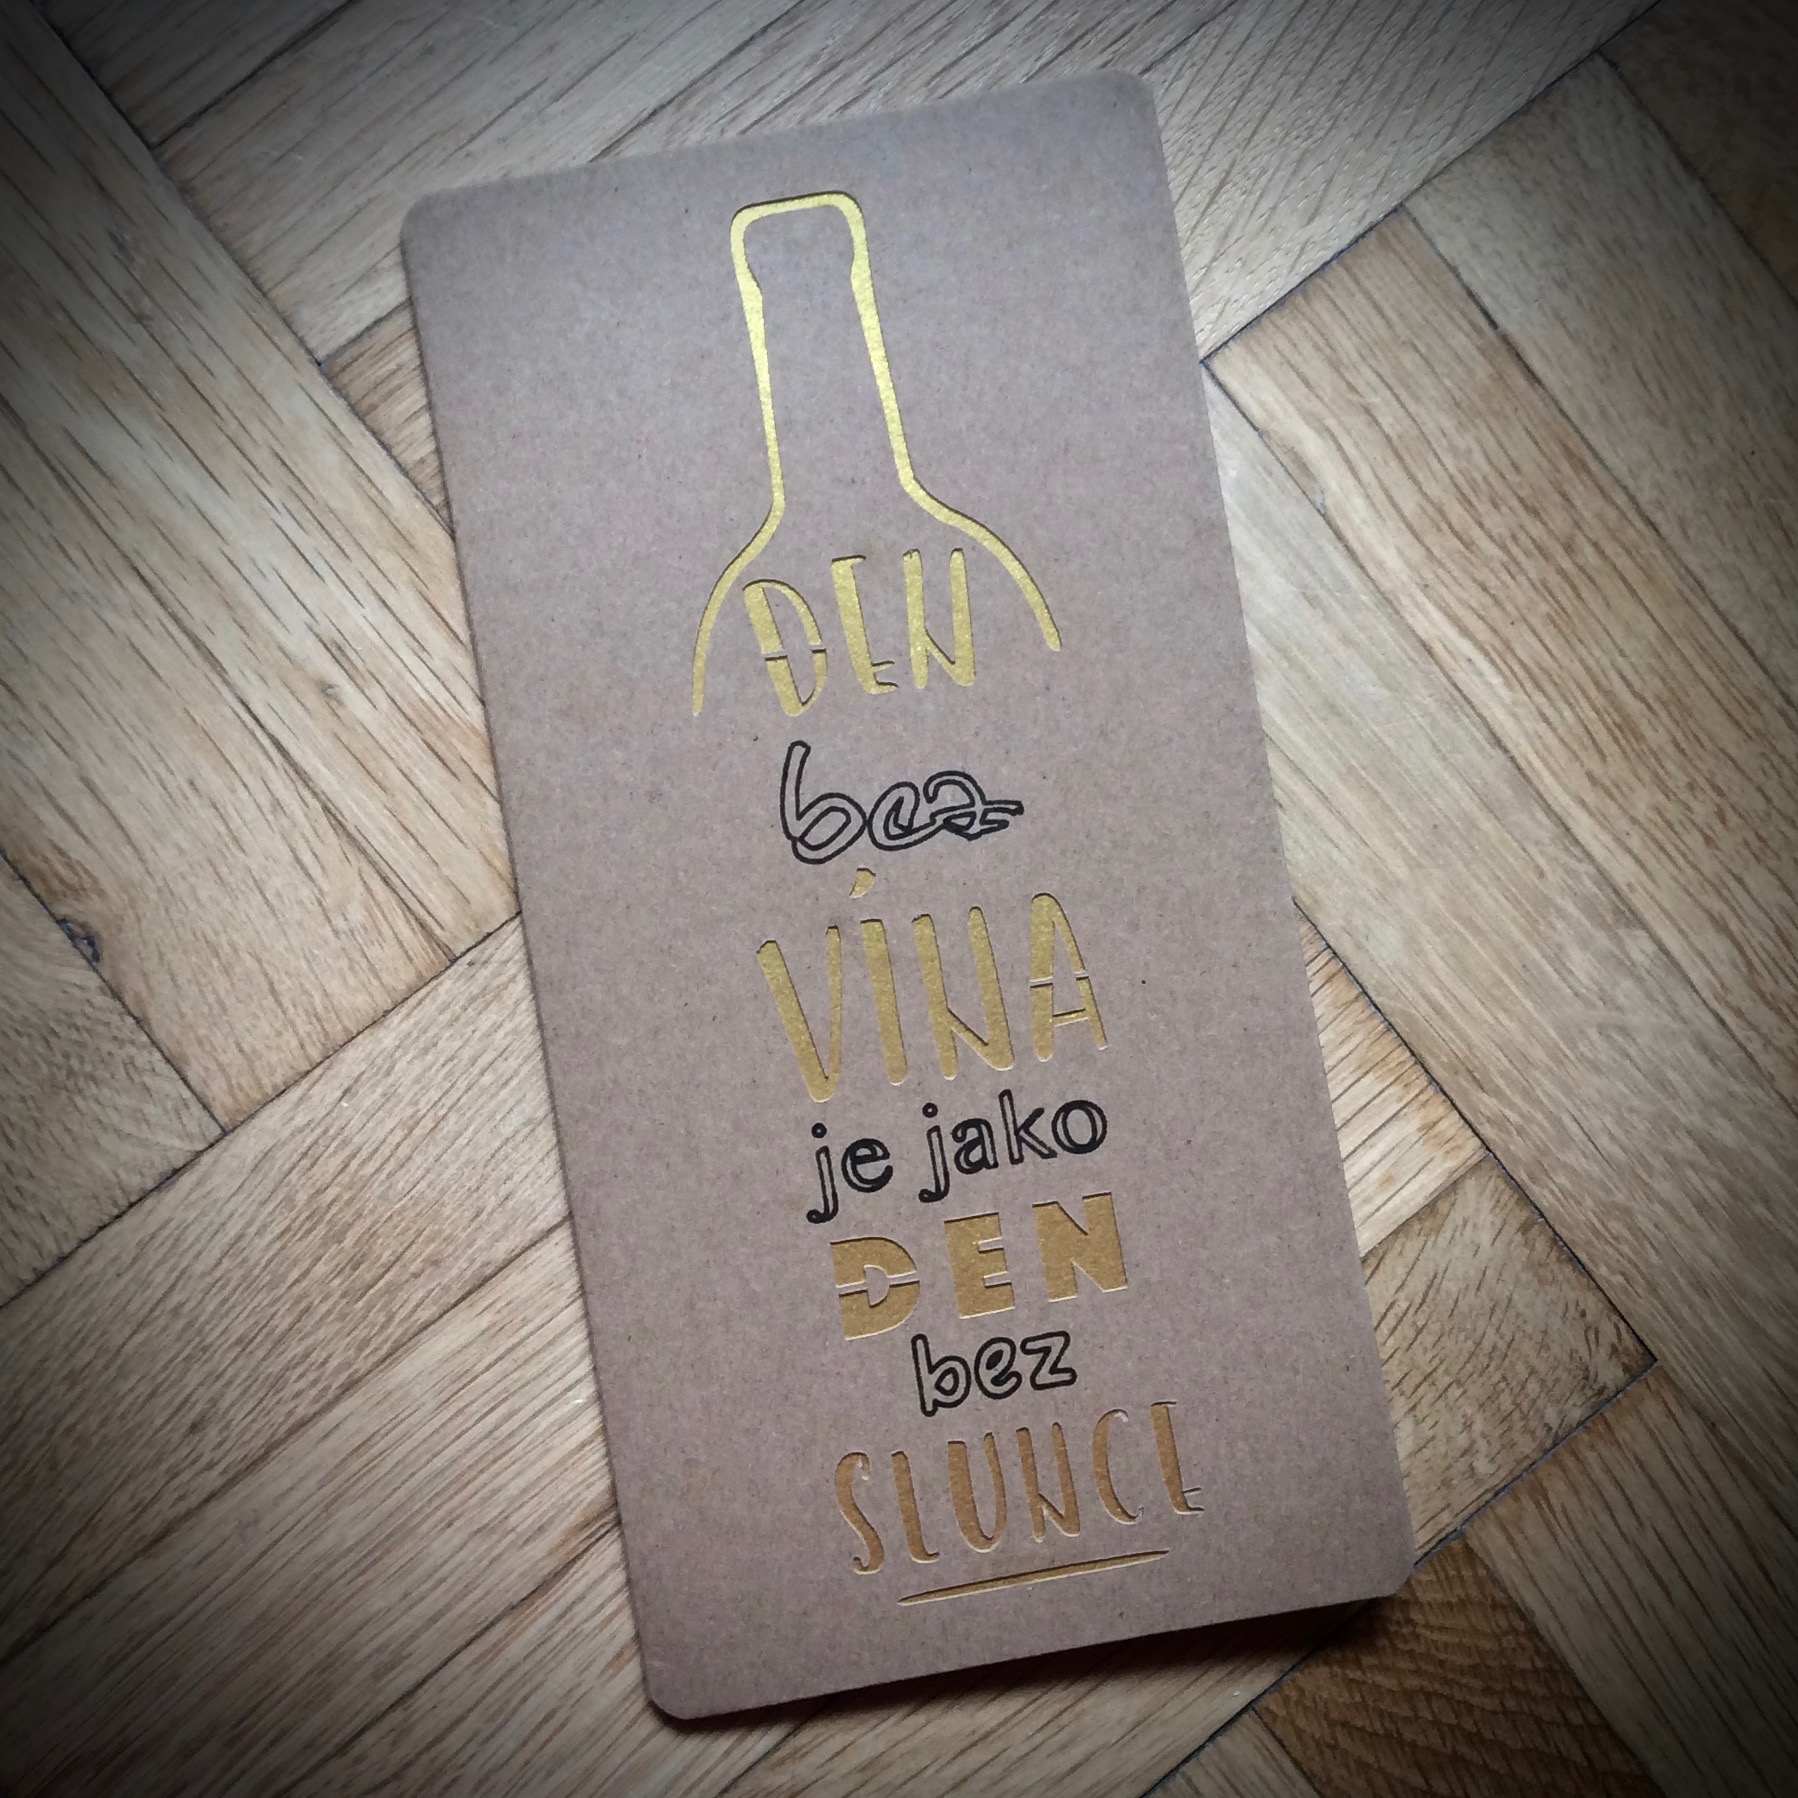 DEN
bez
VÍNA
je jako
DEN
bez
SLUNCE